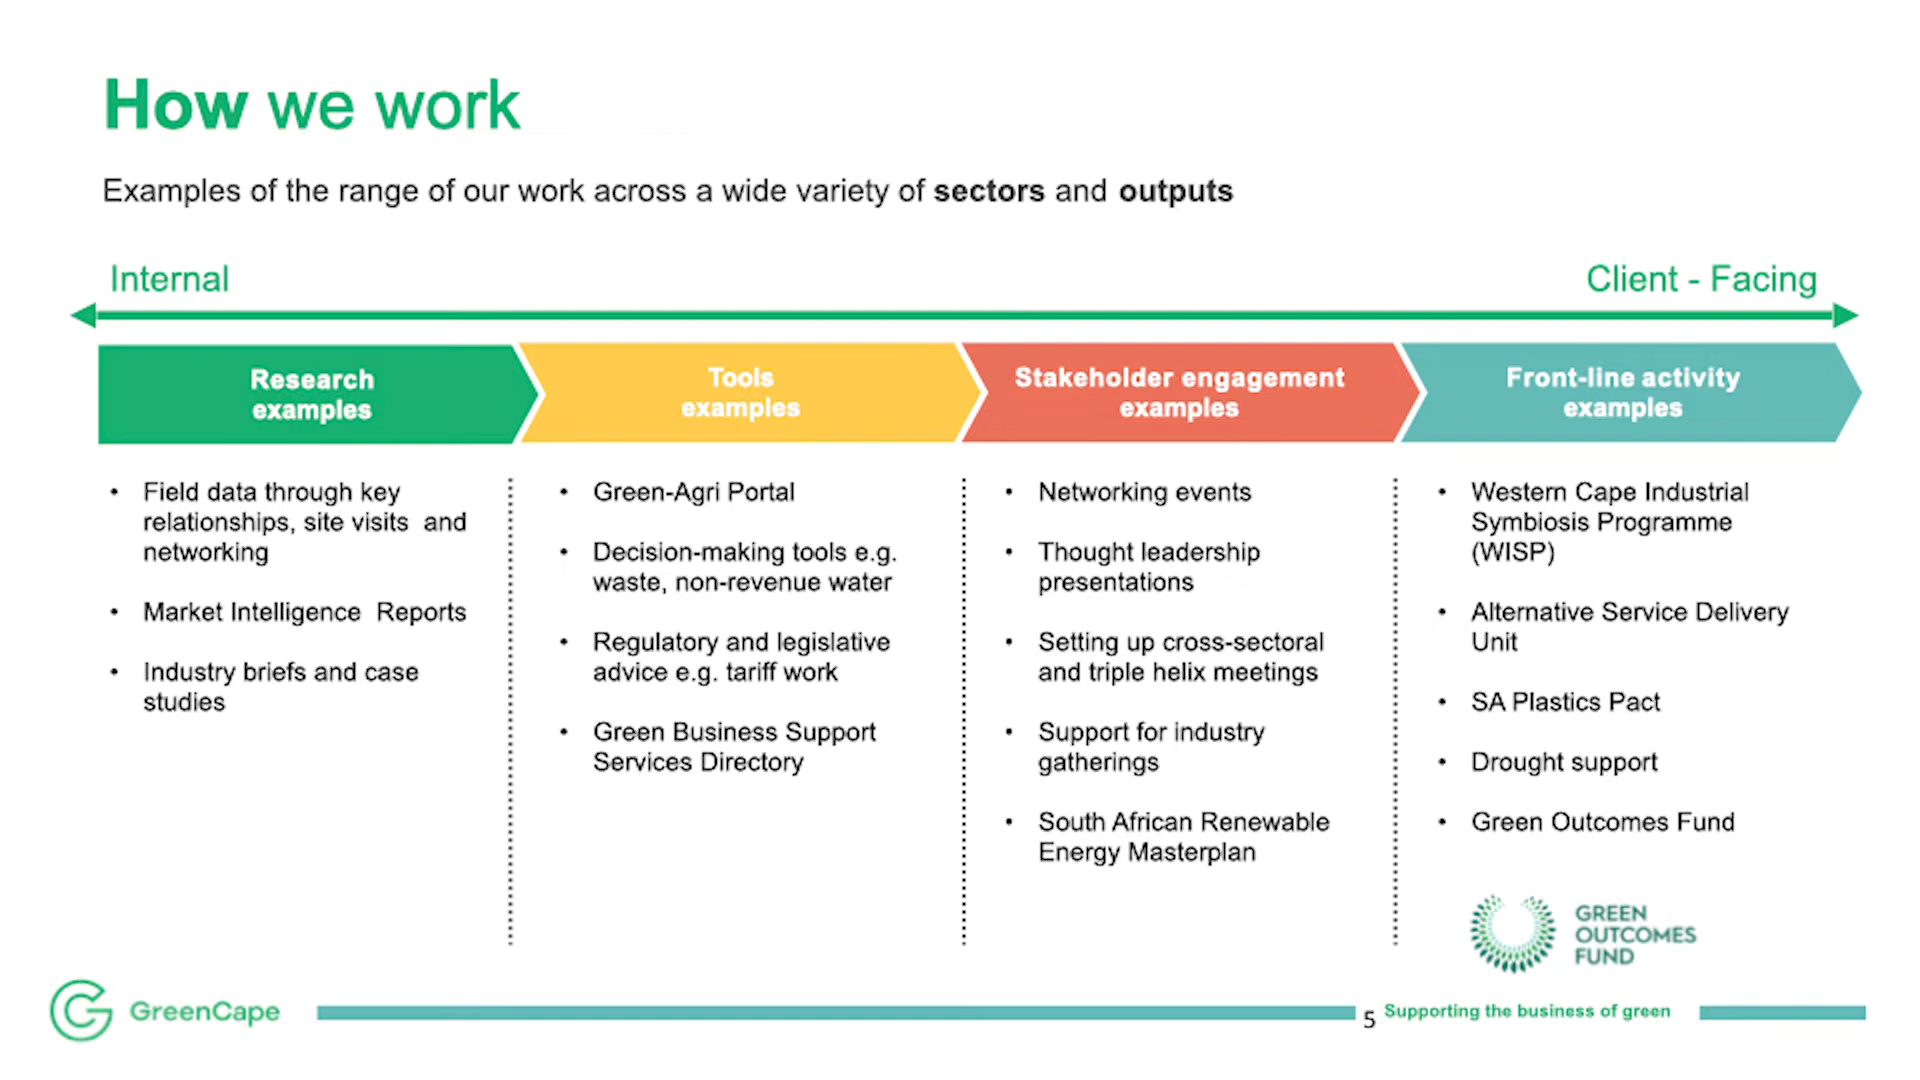 How we work
Examples of the range of our work across a wide variety of sectors and outputs
Internal
Client - Facing
Research
examples
Tools
examples
Stakeholder engagement
examples
Front-line activity
examples
• Field data through key
relationships, site visits and
networking
• Market Intelligence Reports
• Industry briefs and case
studies
• Green-Agri Portal
• Decision-making tools e.g.
waste, non-revenue water
• Regulatory and legislative
advice e.g. tariff work
• Green Business Support
Services Directory
• Networking events
• Thought leadership
presentations
• Setting up cross-sectoral
and triple helix meetings
• Support for industry
gatherings
• South African Renewable
Energy Masterplan
• Western Cape Industrial
Symbiosis Programme
(WISP)
• Alternative Service Delivery
Unit
• SA Plastics Pact
• Drought support
• Green Outcomes Fund
GREEN
OUTCOMES
FUND
GreenCape
5 Supporting the business of green